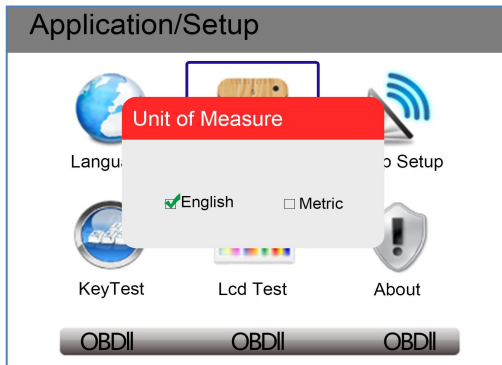 Application/Setup
Unit of Measure
Langu
p Setup
English
Metric
KeyTest
Lcd Test
About
OBDII
OBDII
OBDII